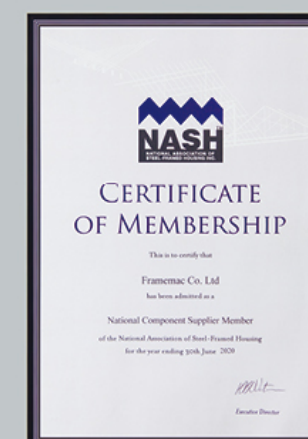 NASH
NATIONAL ASSOCIATION OF
STEEL-FRAMED HOUSING INC.
CERTIFICATE
OF MEMBERSHIP
This is to certify that
Framemac Co. Ltd
has been admitted as a
National Component Supplier Member
of the National Association of Steel-Framed Housing
for the year ending 30th June 2020
Executive Director